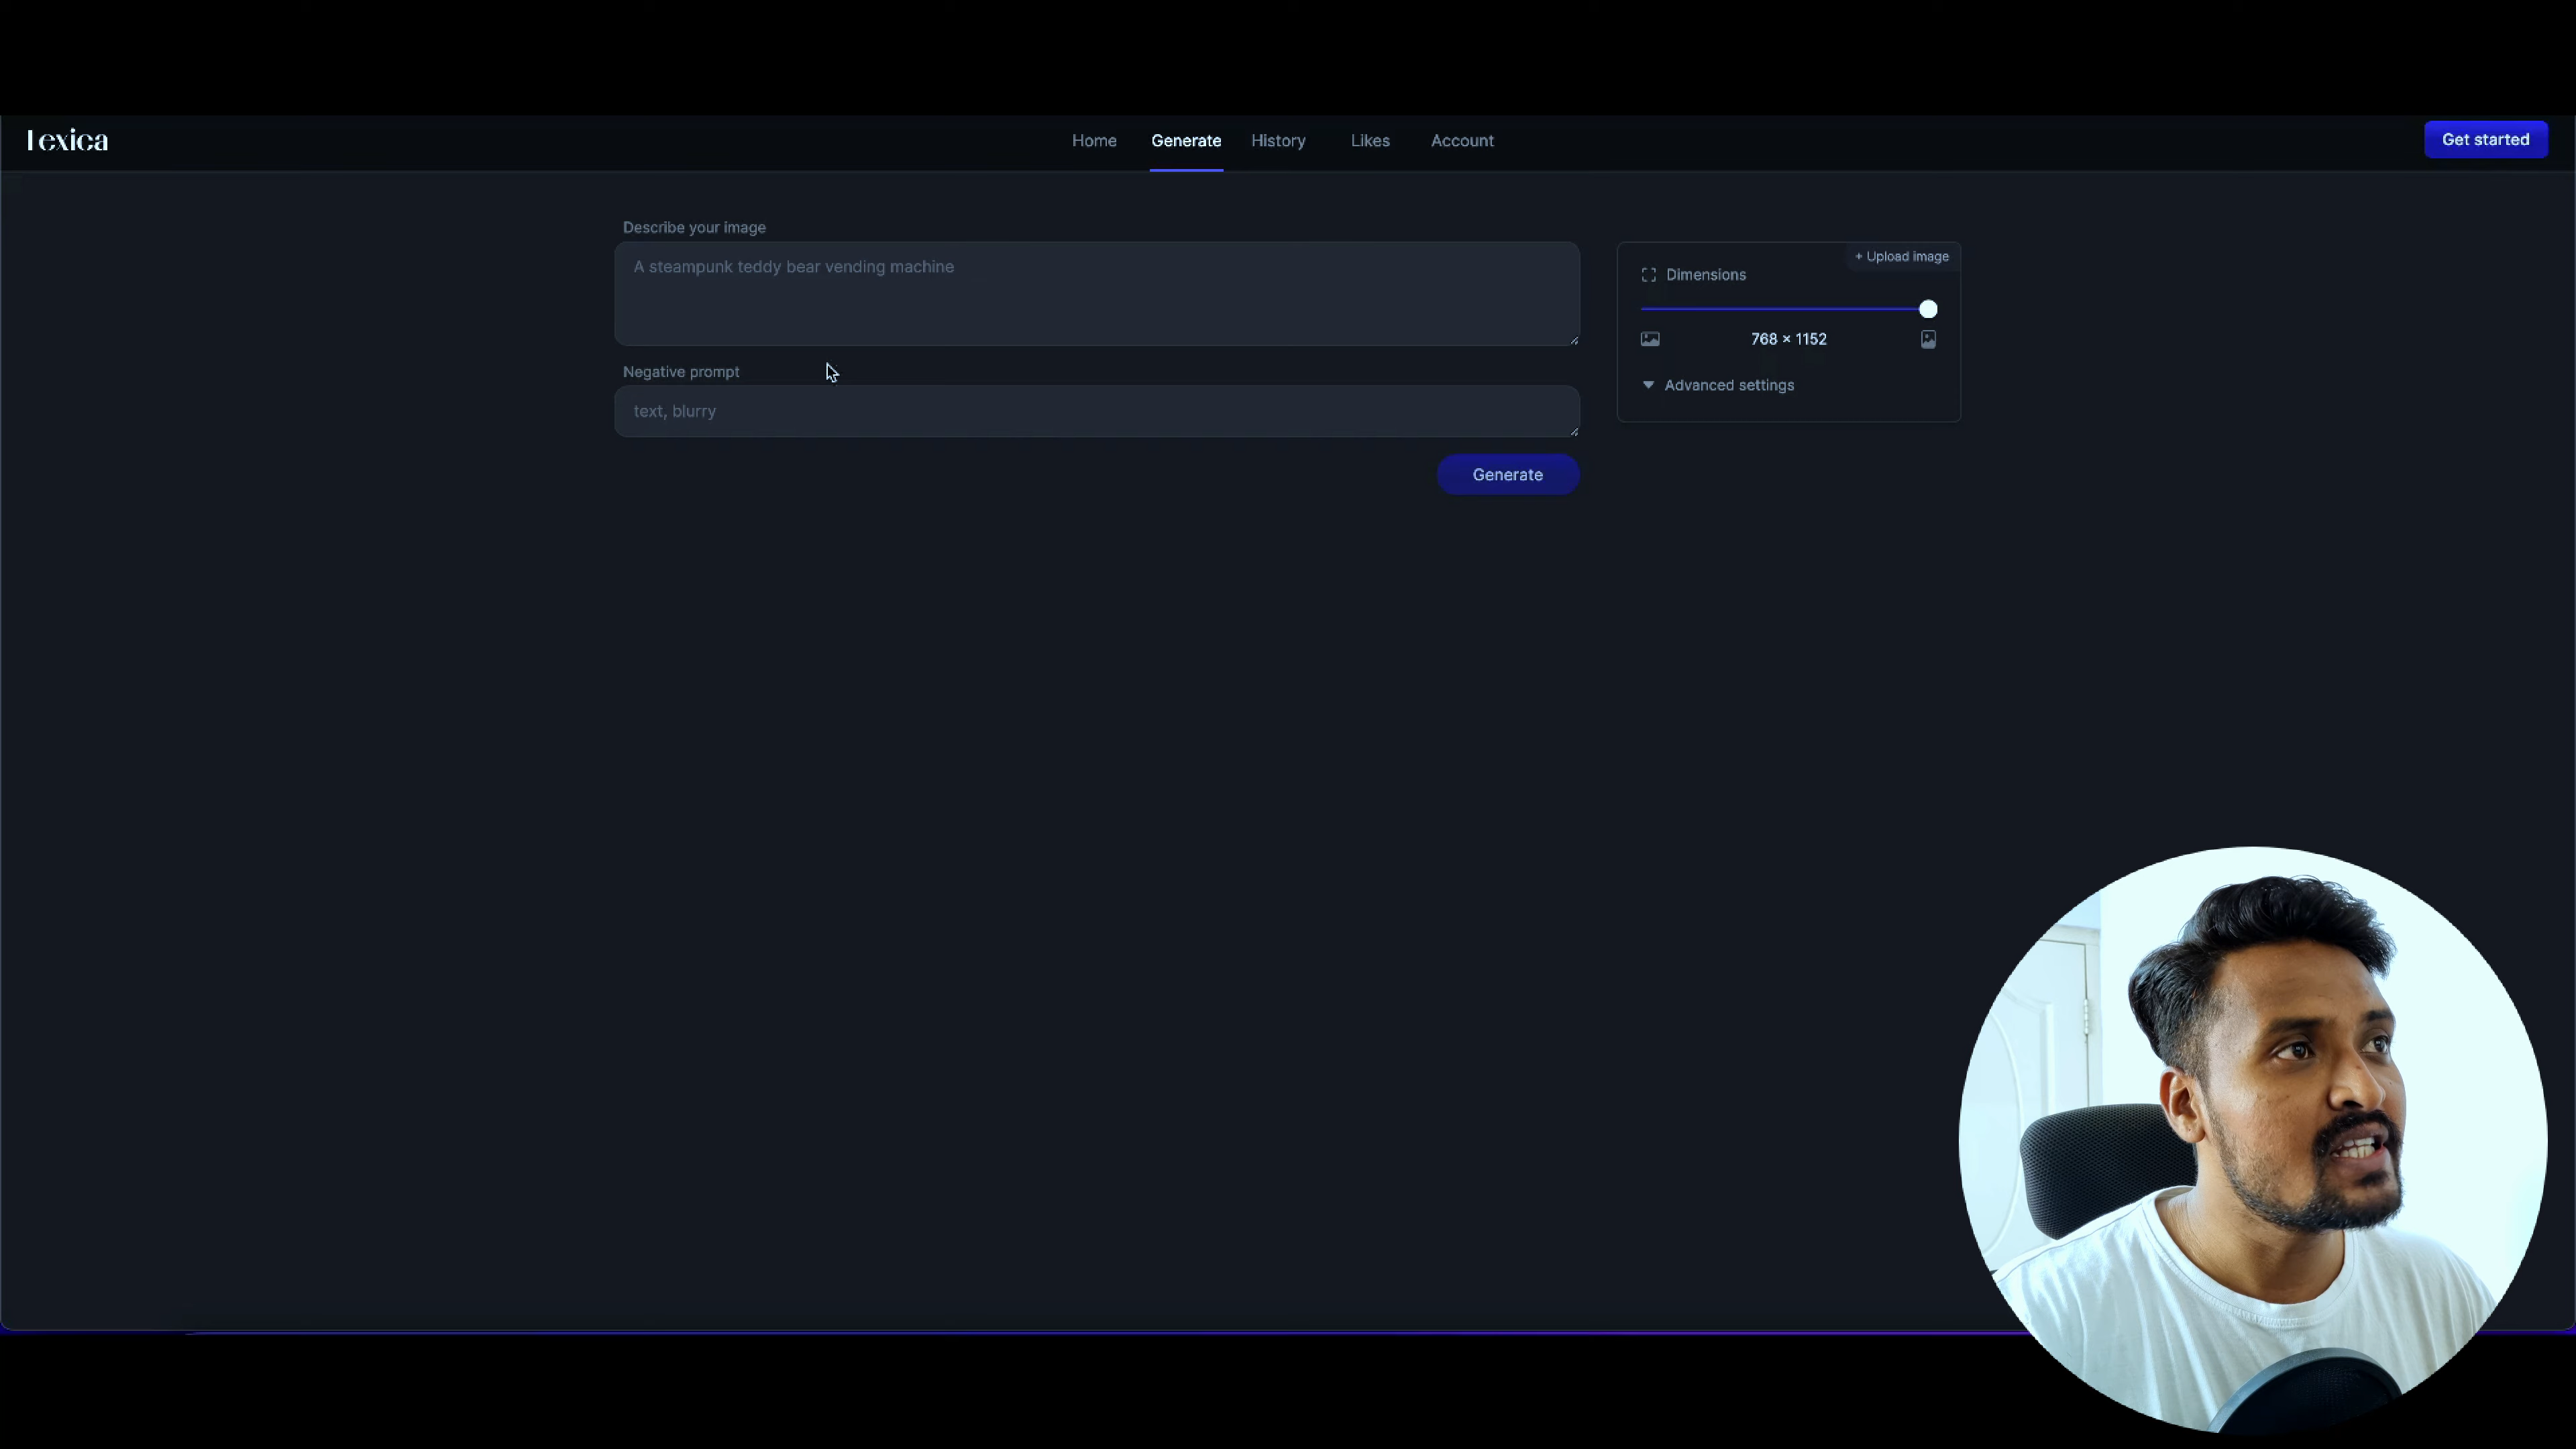 Lexica
Home Generate History Likes Account
Get started
Describe your image
A steampunk teddy bear vending machine
+ Upload image
Dimensions
768 × 1152
Negative prompt
Advanced settings
text, blurry
Generate